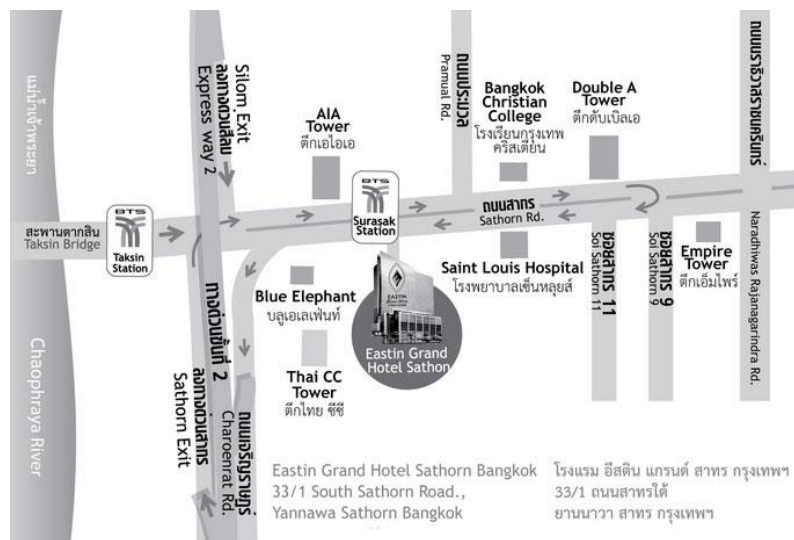 แม่น้ำเจ้าพระยา
Chaophraya River
สะพานตากสิน
Taksin Bridge
BTS
Taksin
Station
Silom Exit
ลงทางด่วนสีลม
Express way 2
ทางด่วนขั้นที่ 2
ลงทางด่วนสาทร
Sathorn Exit
ถนนเจริญราษฎร์
Charoenrat Rd.
AIA
Tower
ตึกเอไอเอ
BTS
Surasak
Station
ถนนประมวล
Pramual Rd.
Bangkok
Christian
College
โรงเรียนกรุงเทพ
คริสเตียน
Double A
Tower
ตึกดับเบิลเอ
ถนนสาทร
Sathorn Rd.
ถนนนราธิวาสราชนครินทร์
Naradhiwas Rajanagarindra Rd.
Blue Elephant
บลูเอเลเฟ่นท์
Thai CC
Tower
ตึกไทย ซีซี
EASTIN
Eastin Grand
Hotel Sathon
Saint Louis Hospital
โรงพยาบาลเซ็นหลุยส์
ซอยสาทร 11
Soi Sathorn 11
ซอยสาทร 9
Soi Sathorn 9
Empire
Tower
ตึกเอ็มไพร์
Eastin Grand Hotel Sathorn Bangkok
33/1 South Sathorn Road.,
Yannawa Sathorn Bangkok
โรงแรม อีสติน แกรนด์ สาทร กรุงเทพฯ
33/1 ถนนสาทรใต้
ยานนาวา สาทร กรุงเทพฯ